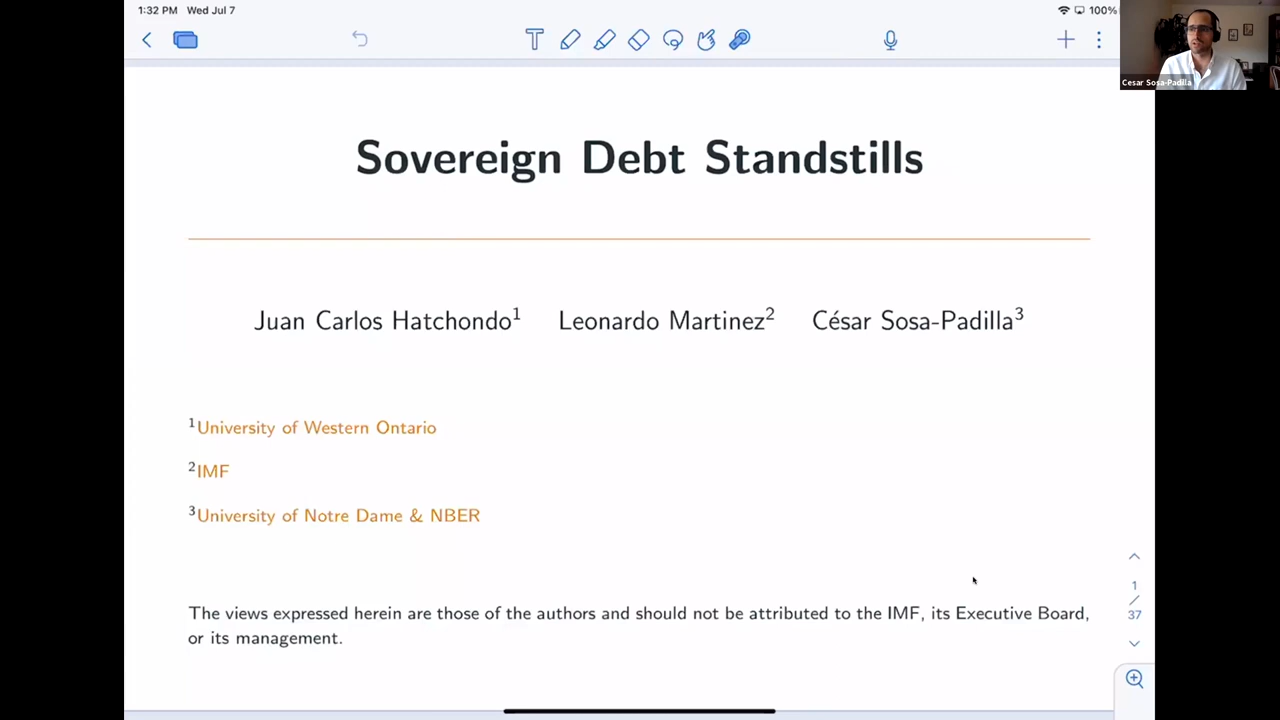 1:32 PM Wed Jul 7
100%
Cesar Sosa-Padilla
Sovereign Debt Standstills
Juan Carlos Hatchondo¹ Leonardo Martinez² César Sosa-Padilla³
¹University of Western Ontario
²IMF
³University of Notre Dame & NBER
The views expressed herein are those of the authors and should not be attributed to the IMF, its Executive Board,
or its management.
1
/
37